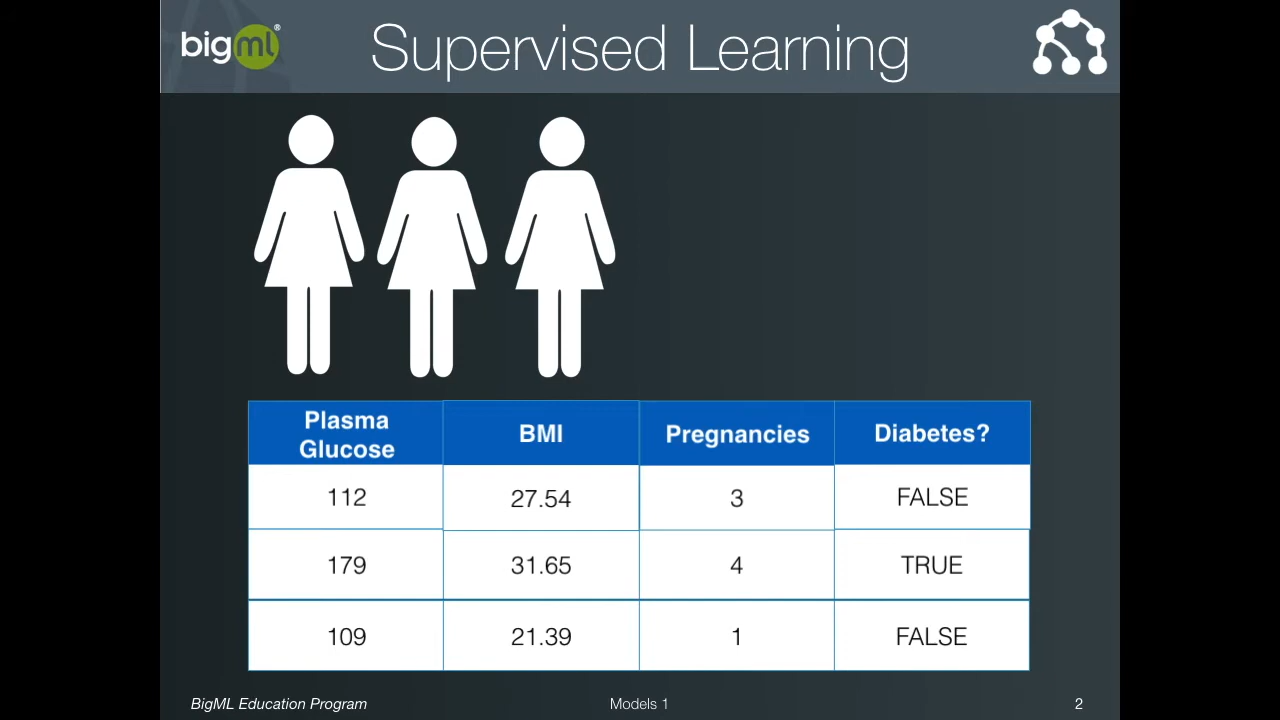 bigml®
Supervised Learning
Plasma Glucose BMI Pregnancies Diabetes?
112 27.54 3 FALSE
179 31.65 4 TRUE
109 21.39 1 FALSE
BigML Education Program Models 1 2